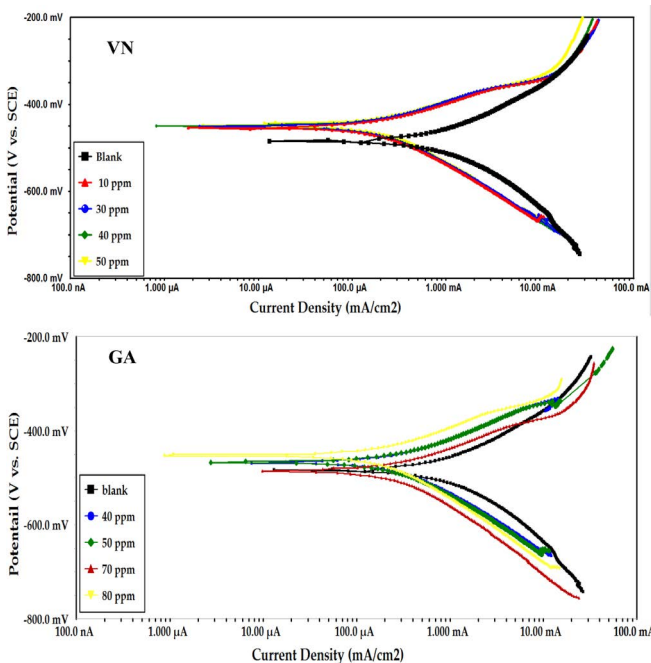 VN
-200.0 mV
-400.0 mV
-600.0 mV
-800.0 mV
Potential (V vs. SCE)
Blank
10 ppm
30 ppm
40 ppm
50 ppm
100.0 nA 1.000 µA 10.00 µA 100.0 µA 1.000 mA 10.00 mA 100.0 mA
Current Density (mA/cm2)
GA
-200.0 mV
-400.0 mV
-600.0 mV
-800.0 mV
Potentail (V vs. SCE)
blank
40 ppm
50 ppm
70 ppm
80 ppm
100.0 nA 1.000 µA 10.00 µA 100.0 µA 1.000 mA 10.00 mA 100.0 mA
Current Density (mA/cm2)